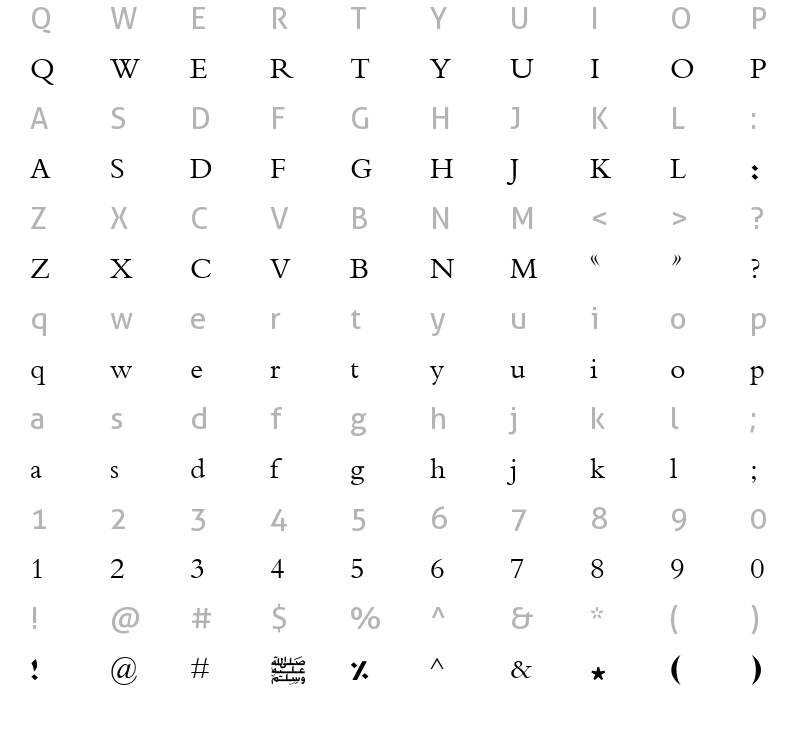 Q W E R T Y U I O P
Q W E R T Y U I O P
A S D F G H J K L :
A S D F G H J K L :
Z X C V B N M < > ?
Z X C V B N M « » ?
q w e r t y u i o p
q w e r t y u i o p
a s d f g h j k l ;
a s d f g h j k l ;
1 2 3 4 5 6 7 8 9 0
1 2 3 4 5 6 7 8 9 0
! @ # $ % ^ & * ( )
! @ # صلى الله عليه وسلم ٪ ^ & * ( )